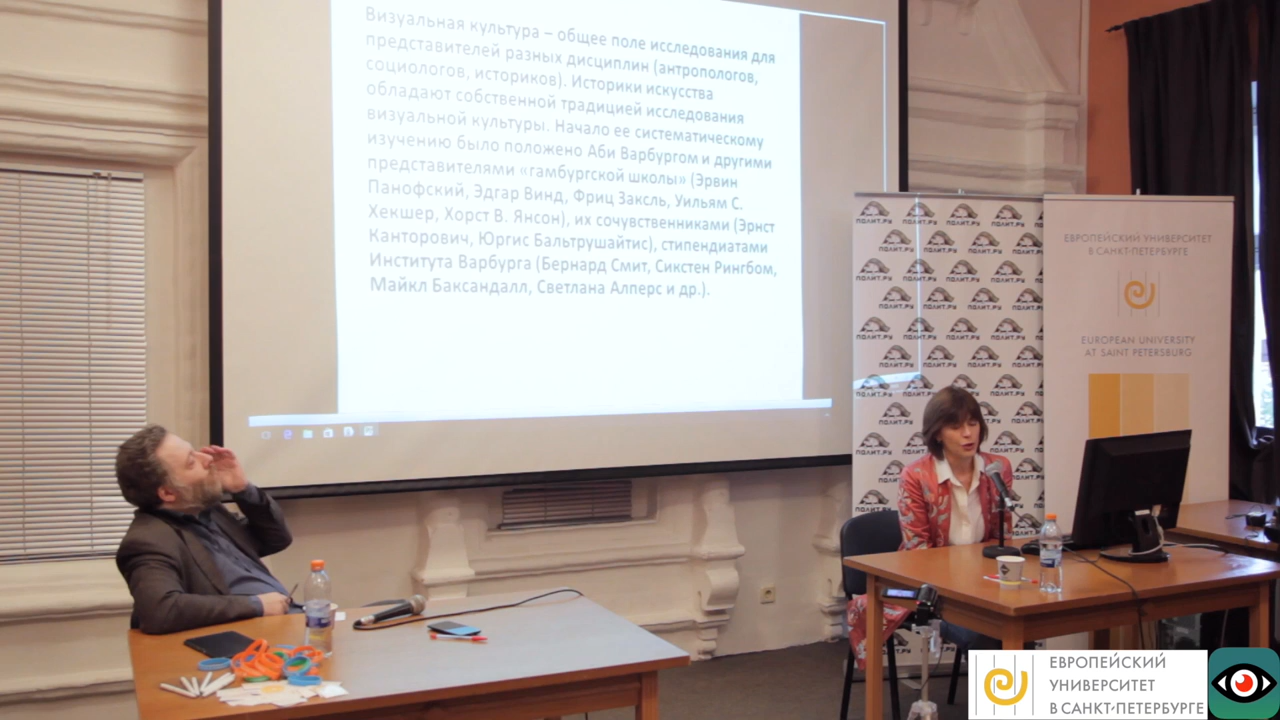 Визуальная культура – общее поле исследования для
представителей разных дисциплин (антропологов,
социологов, историков). Историки искусства
обладают собственной традицией исследования
визуальной культуры. Начало ее систематическому
изучению было положено Аби Варбургом и другими
представителями «гамбургской школы» (Эрвин
Панофский, Эдгар Винд, Фриц Заксль, Уильям С.
Хекшер, Хорст В. Янсон), их сочувственниками (Эрнст
Канторович, Юргис Бальтрушайтис), стипендиатами
Института Варбурга (Бернард Смит, Сикстен Рингбом,
Майкл Баксандалл, Светлана Алперс и др.).
ПОЛИТ.РУ
ЕВРОПЕЙСКИЙ УНИВЕРСИТЕТ
В САНКТ-ПЕТЕРБУРГЕ
EUROPEAN UNIVERSITY
AT SAINT PETERSBURG
ЕВРОПЕЙСКИЙ
УНИВЕРСИТЕТ
В САНКТ-ПЕТЕРБУРГЕ